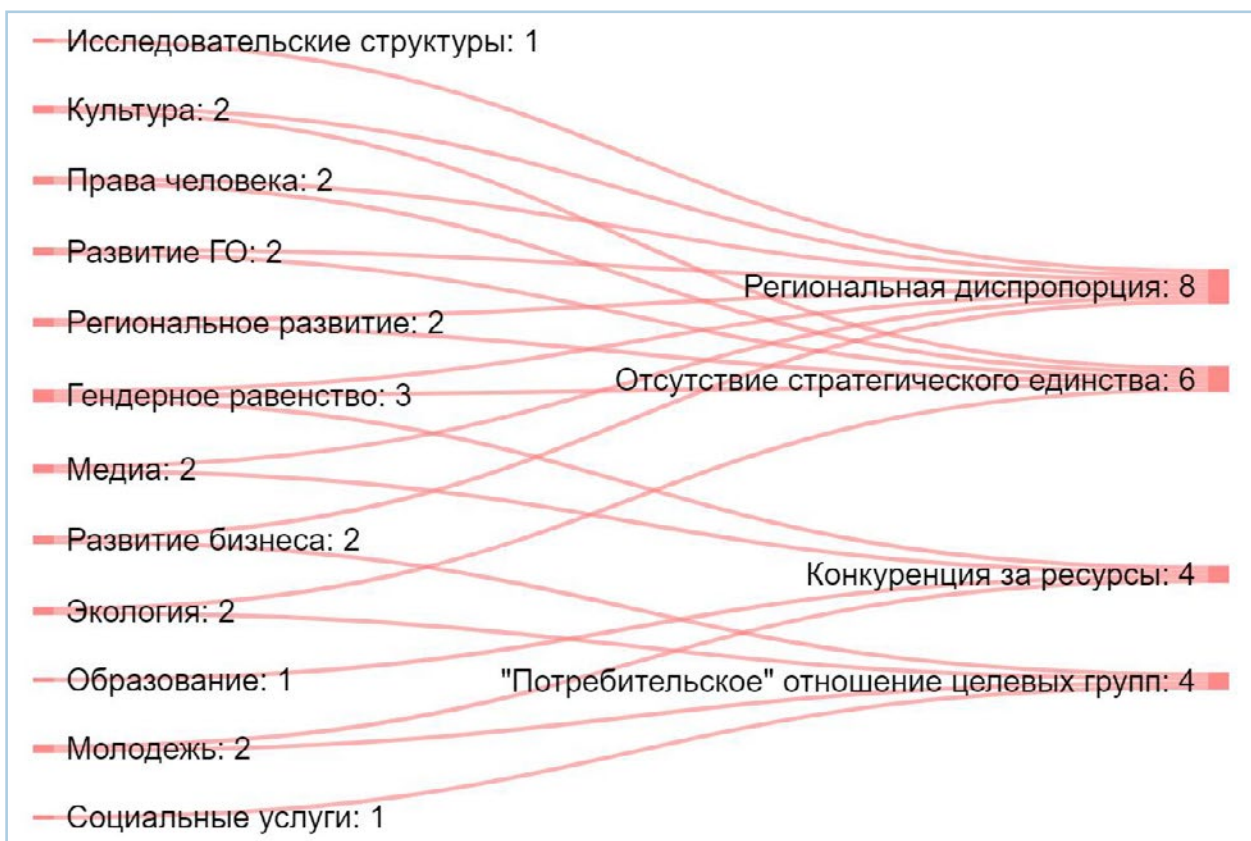 Исследовательские структуры: 1
Культура: 2
Права человека: 2
Развитие ГО: 2
Региональное развитие: 2
Гендерное равенство: 3
Медиа: 2
Развитие бизнеса: 2
Экология: 2
Образование: 1
Молодежь: 2
Социальные услуги: 1
Региональная диспропорция: 8
Отсутствие стратегического единства: 6
Конкуренция за ресурсы: 4
"Потребительское" отношение целевых групп: 4